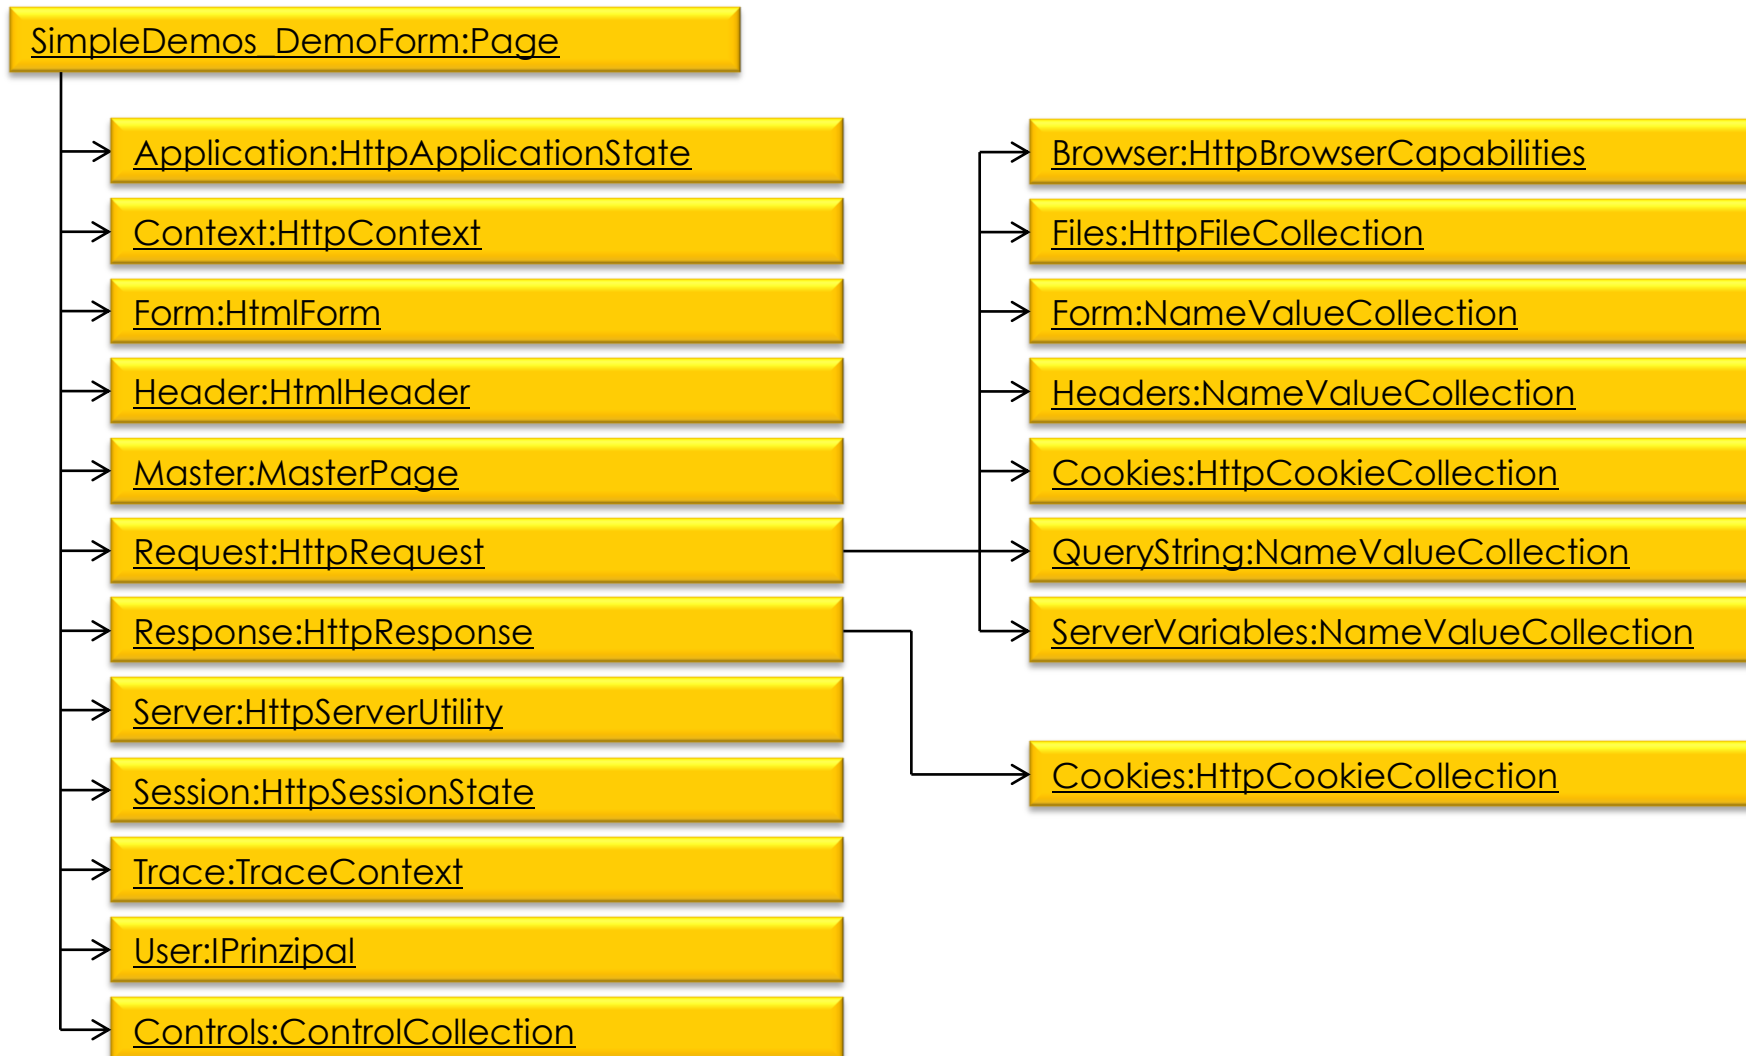 SimpleDemos_DemoForm:Page
Application:HttpApplicationState
Context:HttpContext
Form:HtmlForm
Header:HtmlHeader
Master:MasterPage
Request:HttpRequest
Response:HttpResponse
Server:HttpServerUtility
Session:HttpSessionState
Trace:TraceContext
User:IPrinzipal
Controls:ControlCollection
Browser:HttpBrowserCapabilities
Files:HttpFileCollection
Form:NameValueCollection
Headers:NameValueCollection
Cookies:HttpCookieCollection
QueryString:NameValueCollection
ServerVariables:NameValueCollection
Cookies:HttpCookieCollection